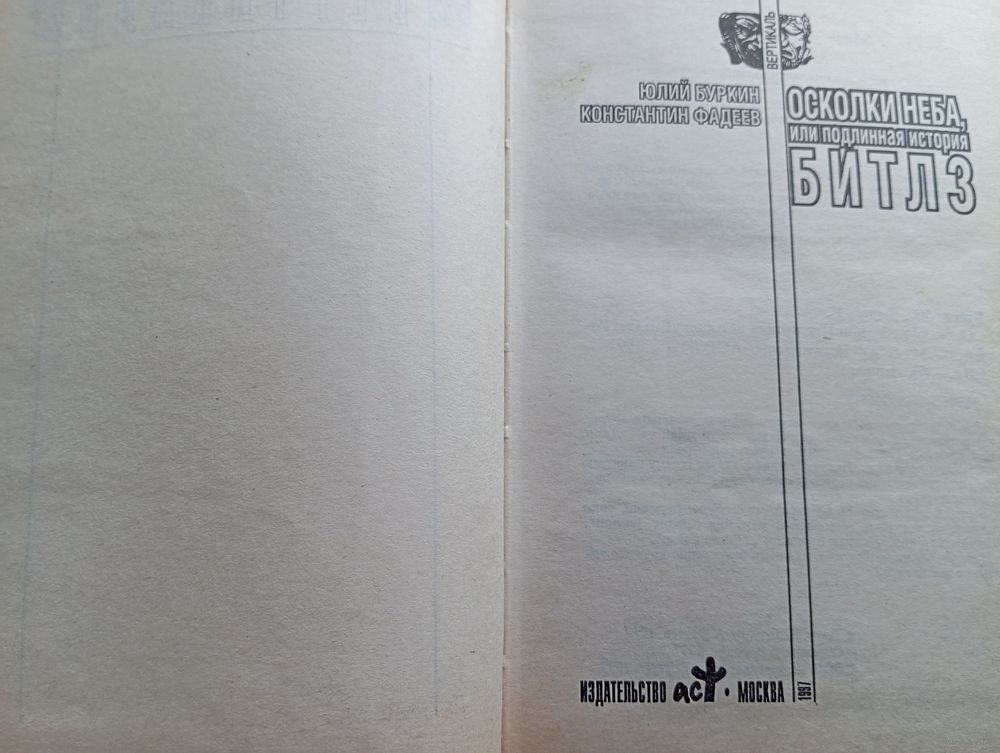 ВЕРТИКАЛЬ
ЮЛИЙ БУРКИН
КОНСТАНТИН ФАДЕЕВ
ОСКОЛКИ НЕБА,
ИЛИ ПОДЛИННАЯ ИСТОРИЯ
БИТЛЗ
ИЗДАТЕЛЬСТВО аст • МОСКВА
1997